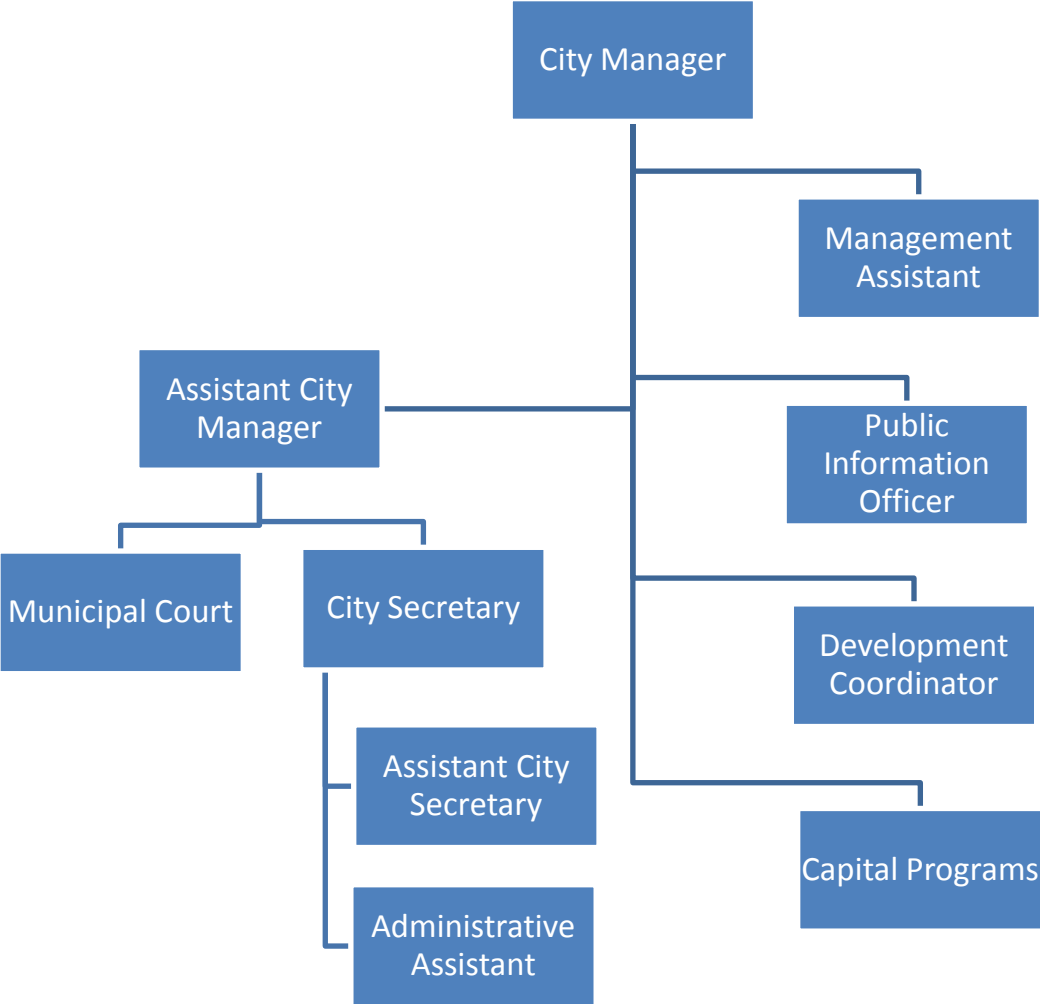 City Manager
Management
Assistant
Assistant City
Manager
Public
Information
Officer
Municipal Court
City Secretary
Development
Coordinator
Assistant City
Secretary
Capital Programs
Administrative
Assistant